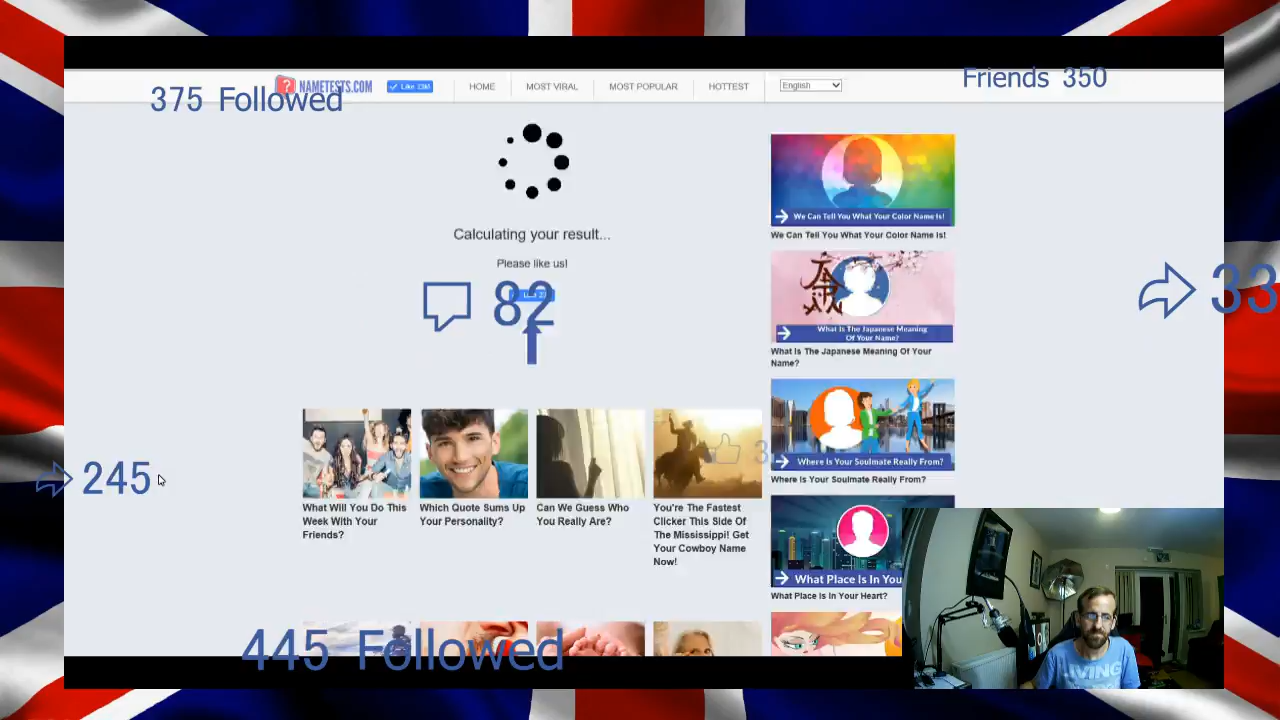 NAMETESTS.COM
HOME
MOST VIRAL
MOST POPULAR
HOTTEST
English
375 Followed
Friends 350
Calculating your result...
Please like us!
82
33
245
445 Followed
We Can Tell You What Your Color Name Is!
We Can Tell You What Your Color Name Is!
What Is The Japanese Meaning
Of Your Name?
What Is The Japanese Meaning Of Your
Name?
Where Is Your Soulmate Really From?
Where Is Your Soulmate Really From?
What Place Is In You
What Place Is In Your Heart?
What Will You Do This
Week With Your
Friends?
Which Quote Sums Up
Your Personality?
Can We Guess Who
You Really Are?
You're The Fastest
Clicker This Side Of
The Mississippi! Get
Your Cowboy Name
Now!
LIVING